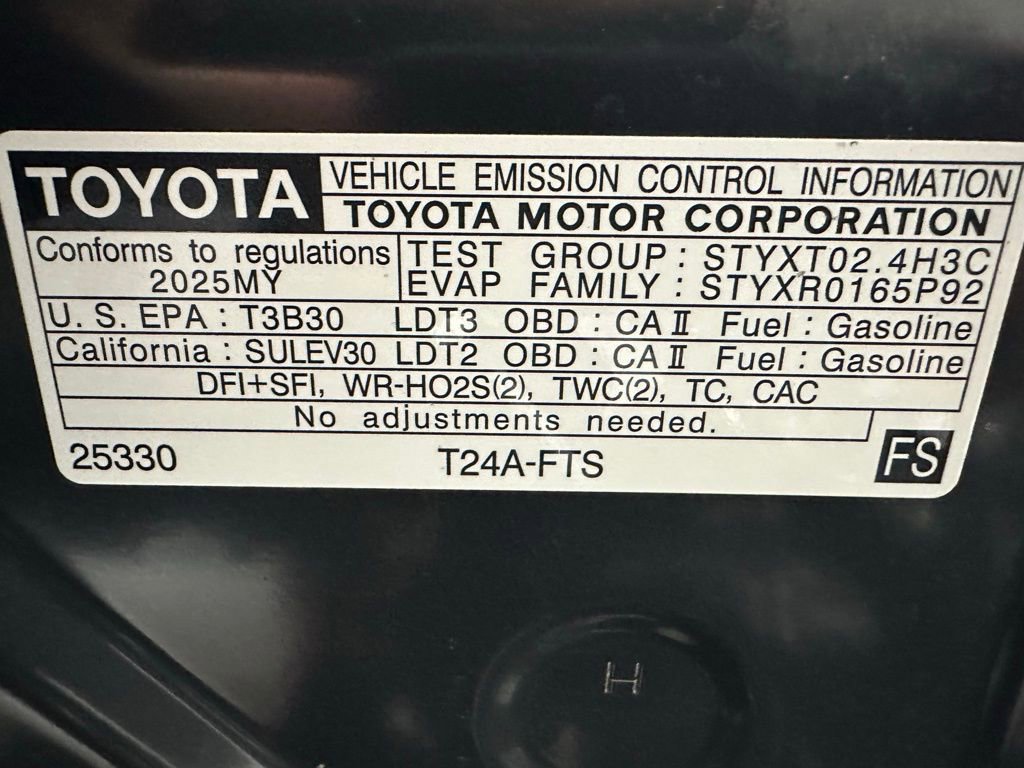 TOYOTA
VEHICLE EMISSION CONTROL INFORMATION
TOYOTA MOTOR CORPORATION
Conforms to regulations
2025MY
TEST GROUP : STYXT02.4H3C
EVAP FAMILY : STYXR0165P92
U. S. EPA : T3B30 LDT3 OBD : CA II Fuel : Gasoline
California : SULEV30 LDT2 OBD : CA II Fuel : Gasoline
DFI+SFI, WR-HO2S(2), TWC(2), TC, CAC
No adjustments needed.
25330 T24A-FTS FS
H